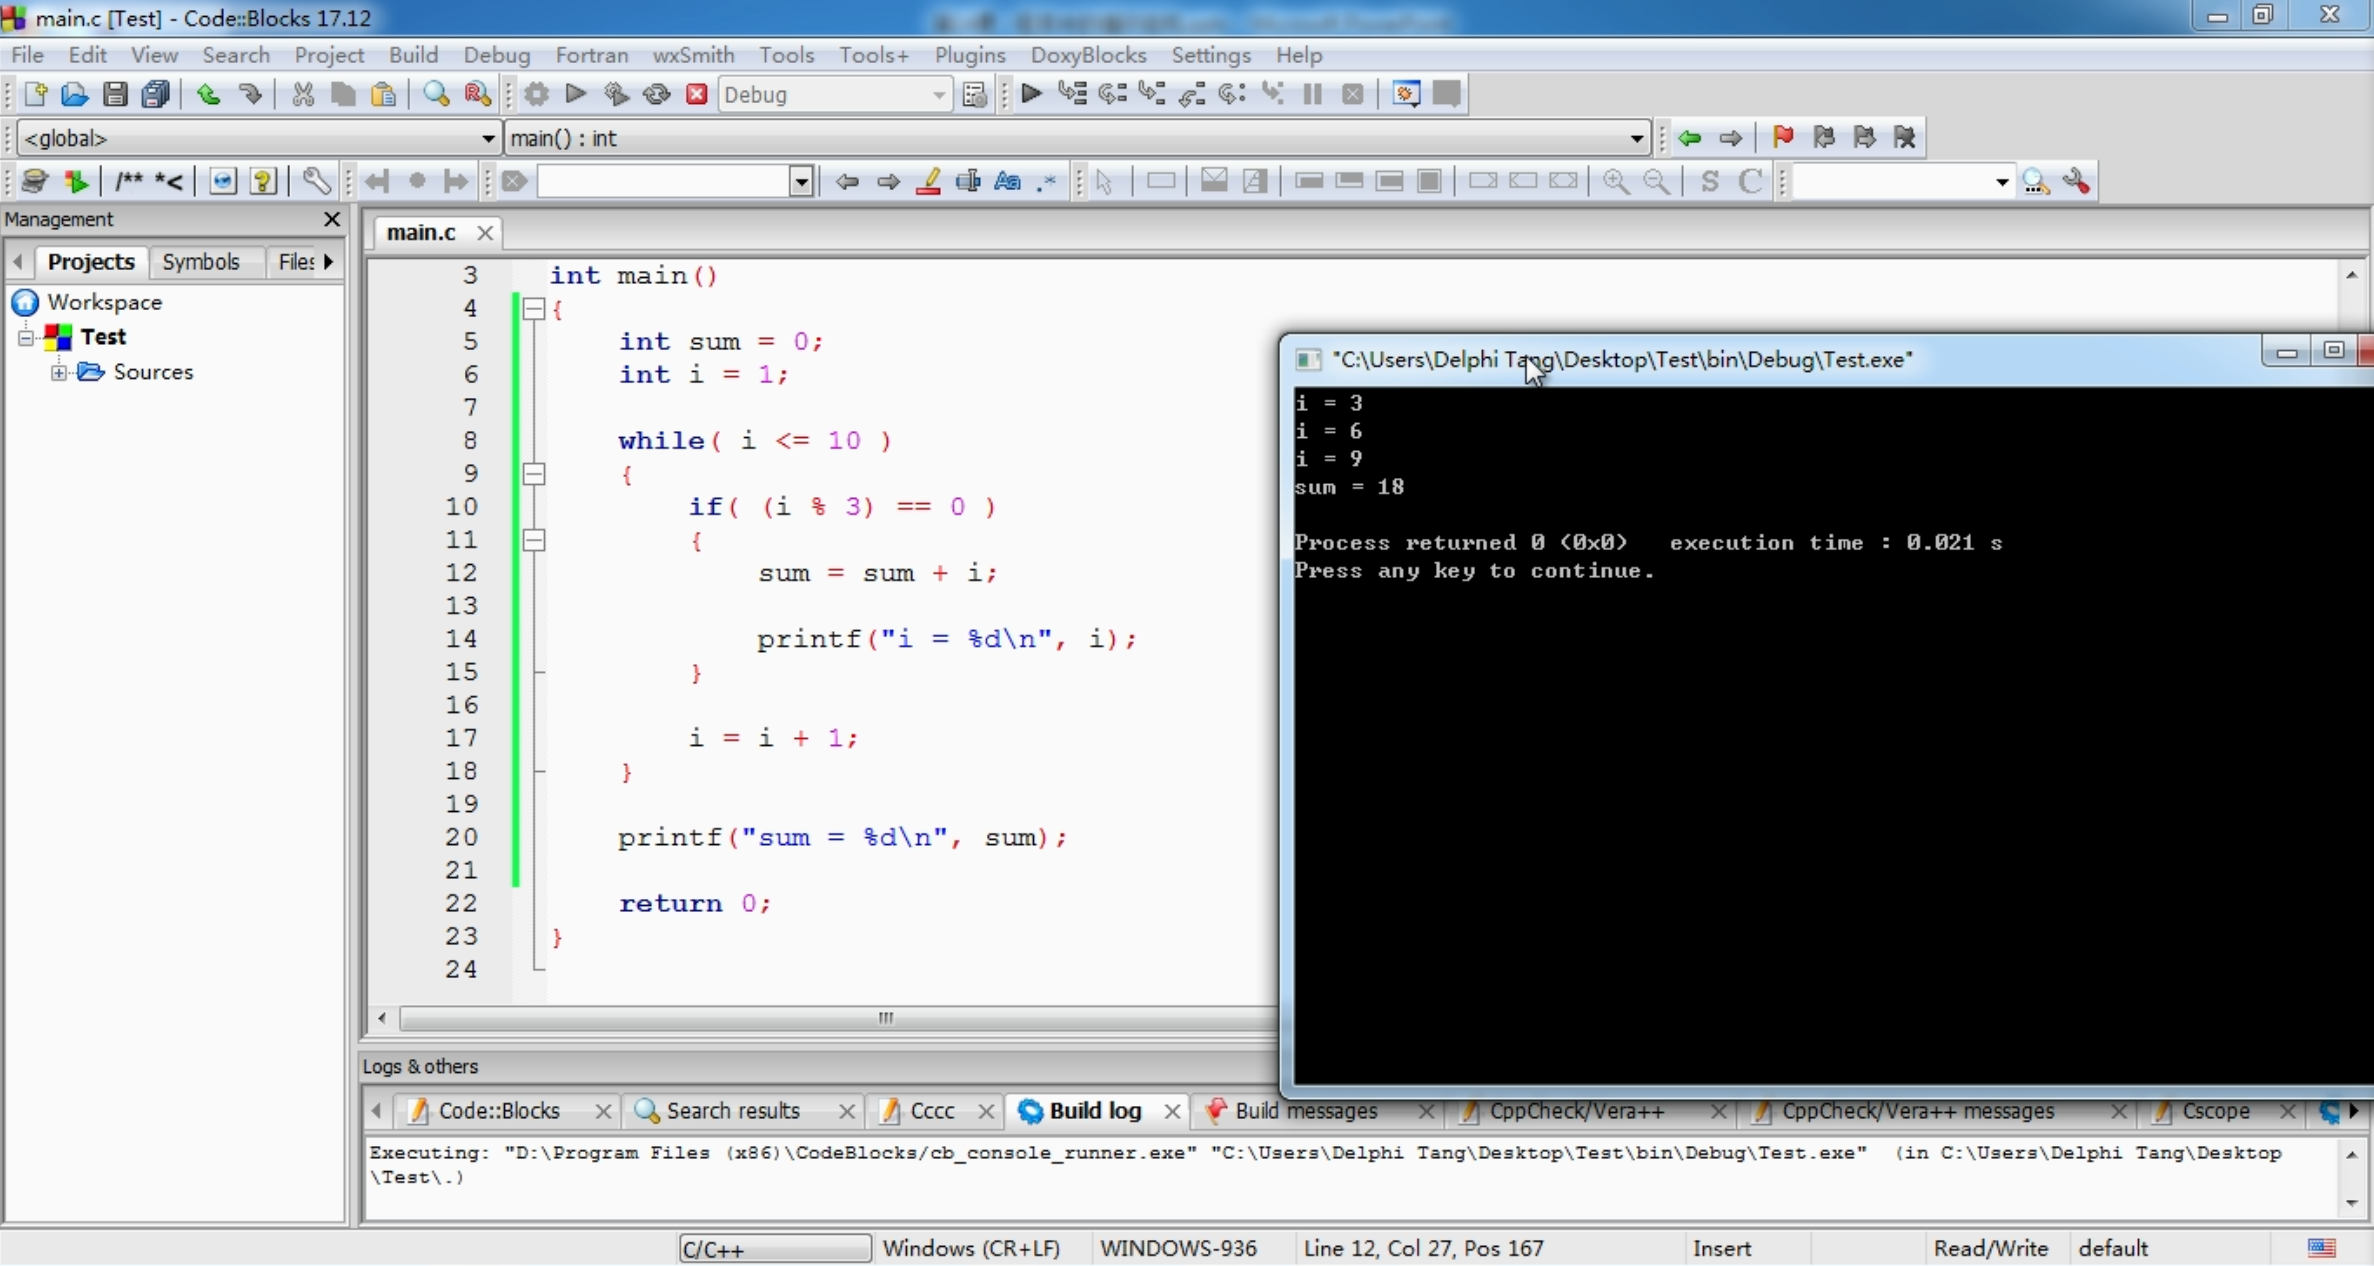 main.c [Test] - Code::Blocks 17.12
File Edit View Search Project Build Debug Fortran wxSmith Tools Tools+ Plugins DoxyBlocks Settings Help
Debug
<global> main() : int
/** *< Aa .* S C
Management
Projects Symbols Files
main.c
Workspace
Test
Sources
3 int main()
4 {
5 int sum = 0;
6 int i = 1;
7
8 while( i <= 10 )
9 {
10 if( (i % 3) == 0 )
11 {
12 sum = sum + i;
13
14 printf("i = %d\n", i);
15 }
16
17 i = i + 1;
18 }
19
20 printf("sum = %d\n", sum);
21
22 return 0;
23 }
24
"C:\Users\Delphi Tang\Desktop\Test\bin\Debug\Test.exe"
i = 3
i = 6
i = 9
sum = 18
Process returned 0 (0x0) execution time : 0.021 s
Press any key to continue.
Logs & others
Code::Blocks Search results Cccc Build log Build messages CppCheck/Vera++ CppCheck/Vera++ messages Cscope
Executing: "D:\Program Files (x86)\CodeBlocks/cb_console_runner.exe" "C:\Users\Delphi Tang\Desktop\Test\bin\Debug\Test.exe" (in C:\Users\Delphi Tang\Desktop
\Test\.)
C/C++ Windows (CR+LF) WINDOWS-936 Line 12, Col 27, Pos 167 Insert Read/Write default